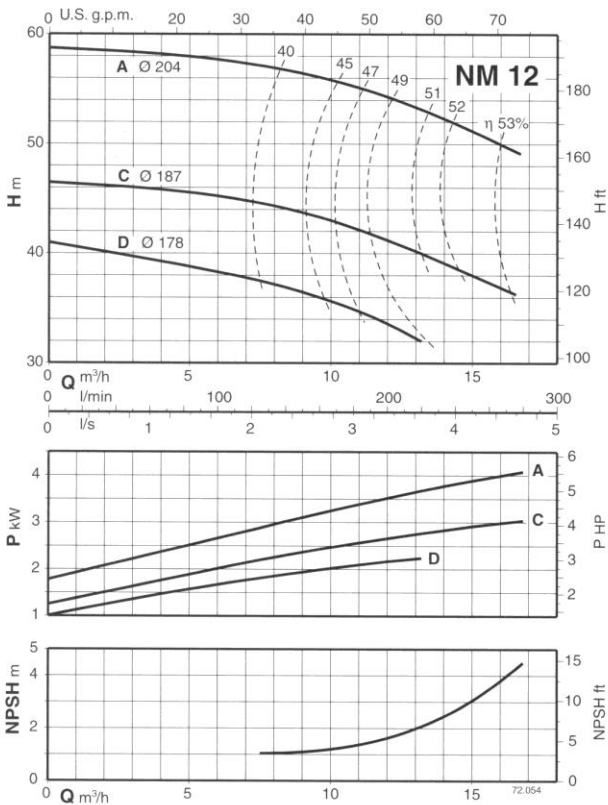 0 U.S. g.p.m. 20 30 40 50 60 70
60
A Ø 204
40
45
47
49
NM 12
51
52
η 53%
180
50
160
H m
H ft
C Ø 187
140
D Ø 178
40
120
30
100
0 Q m³/h 5 10 15
0 l/min 100 200 300
0 l/s 1 2 3 4 5
6
4
A
5
P kW
3
C
4
P HP
D
3
2
2
1
5
15
4
NPSH m
10
NPSH ft
2
5
0
0
0 Q m³/h 5 10 15 72.054